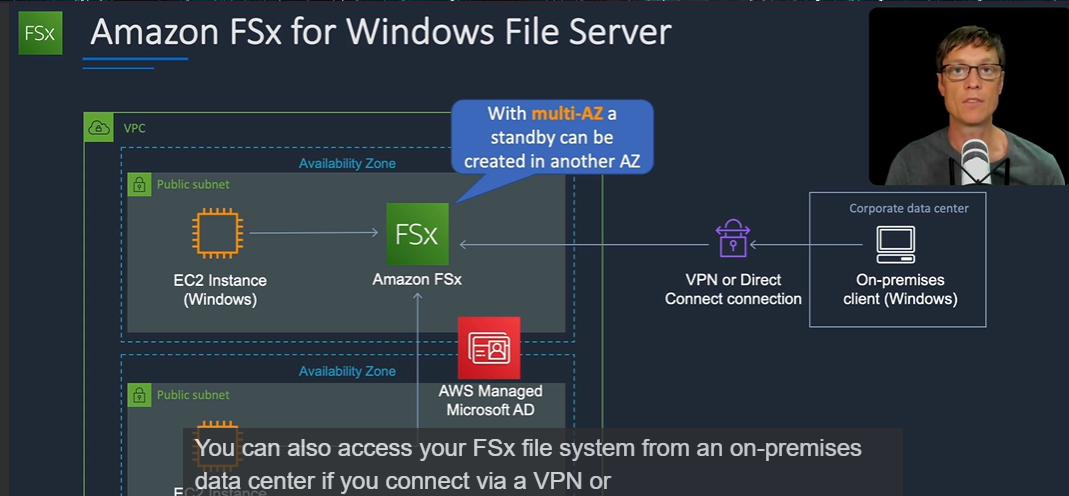 FSx
Amazon FSx for Windows File Server
VPC
With multi-AZ a
standby can be
created in another AZ
Availability Zone
Public subnet
FSx
Corporate data center
EC2 Instance
(Windows)
Amazon FSx
VPN or Direct
Connect connection
On-premises
client (Windows)
Availability Zone
Public subnet
AWS Managed
Microsoft AD
You can also access your FSx file system from an on-premises
data center if you connect via a VPN or
EC2 Instance